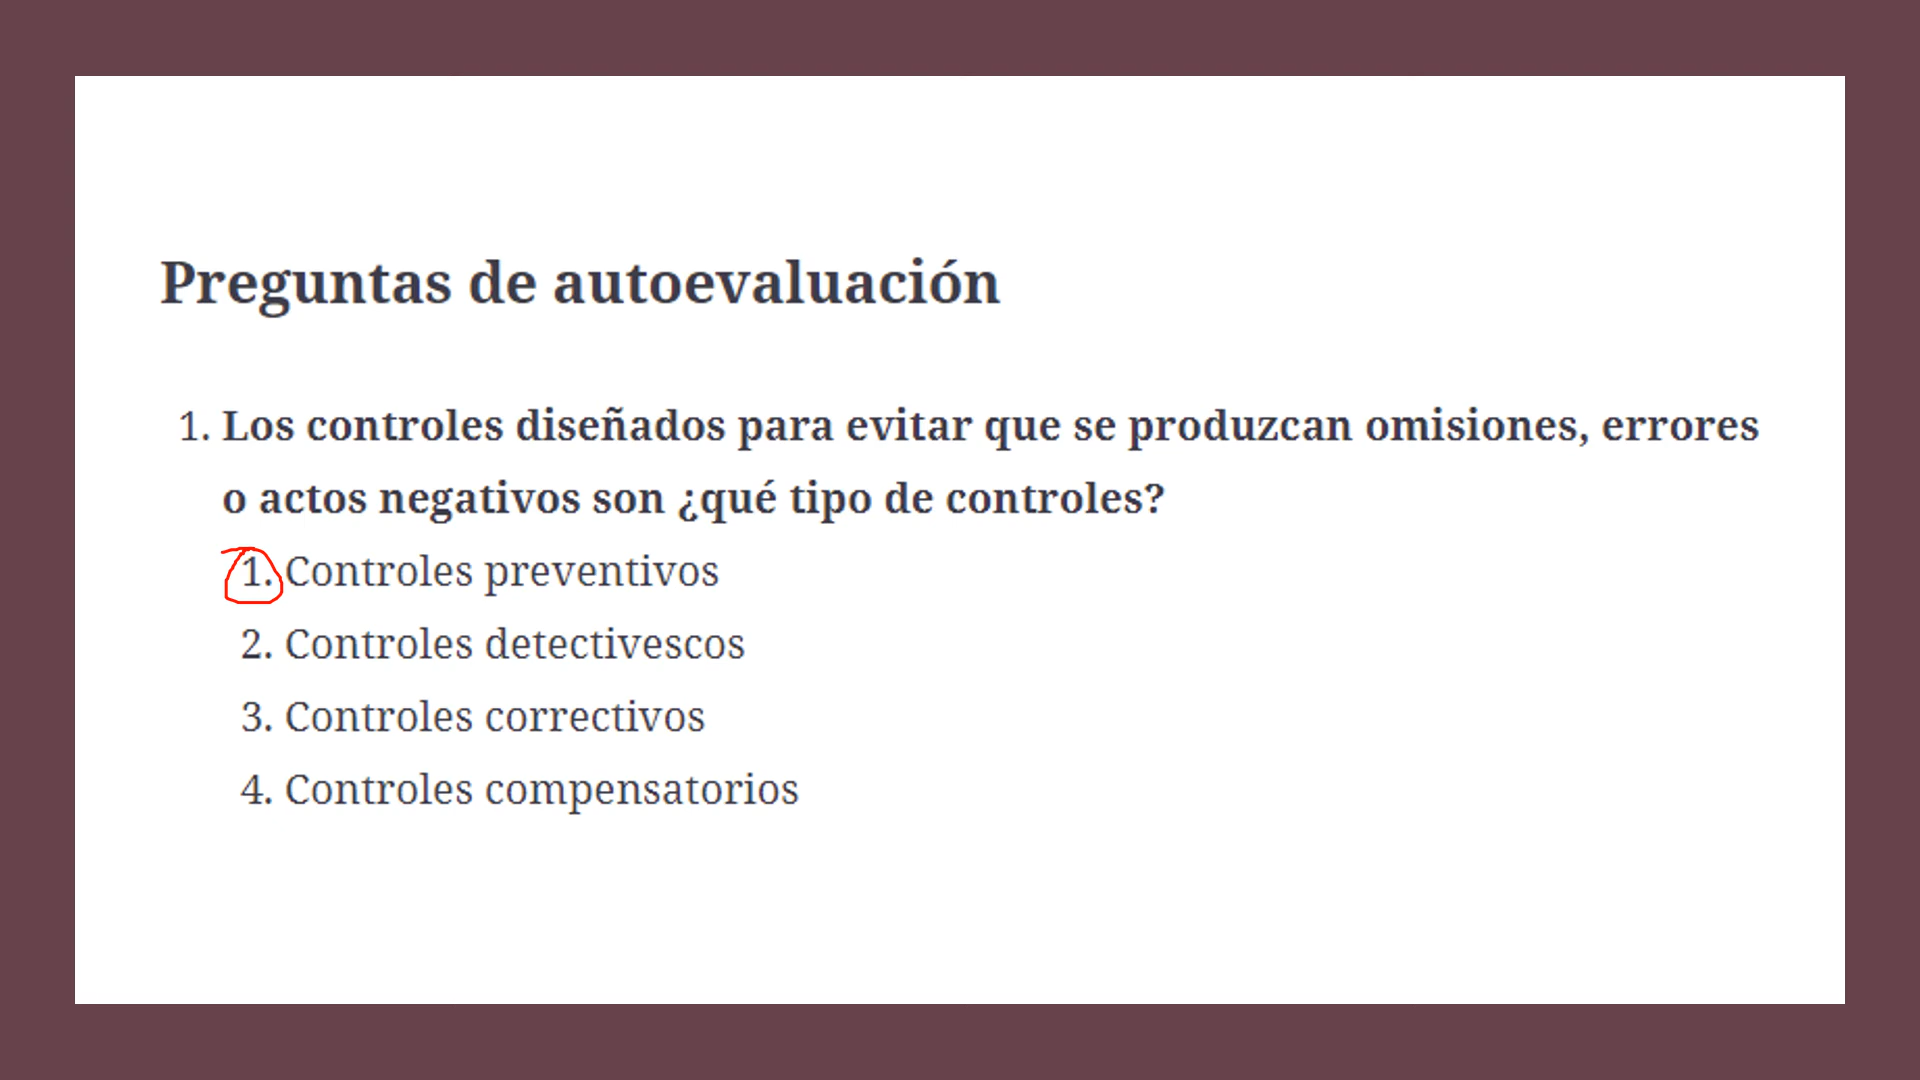 Preguntas de autoevaluación
1. Los controles diseñados para evitar que se produzcan omisiones, errores
o actos negativos son ¿qué tipo de controles?
1. Controles preventivos
2. Controles detectivescos
3. Controles correctivos
4. Controles compensatorios